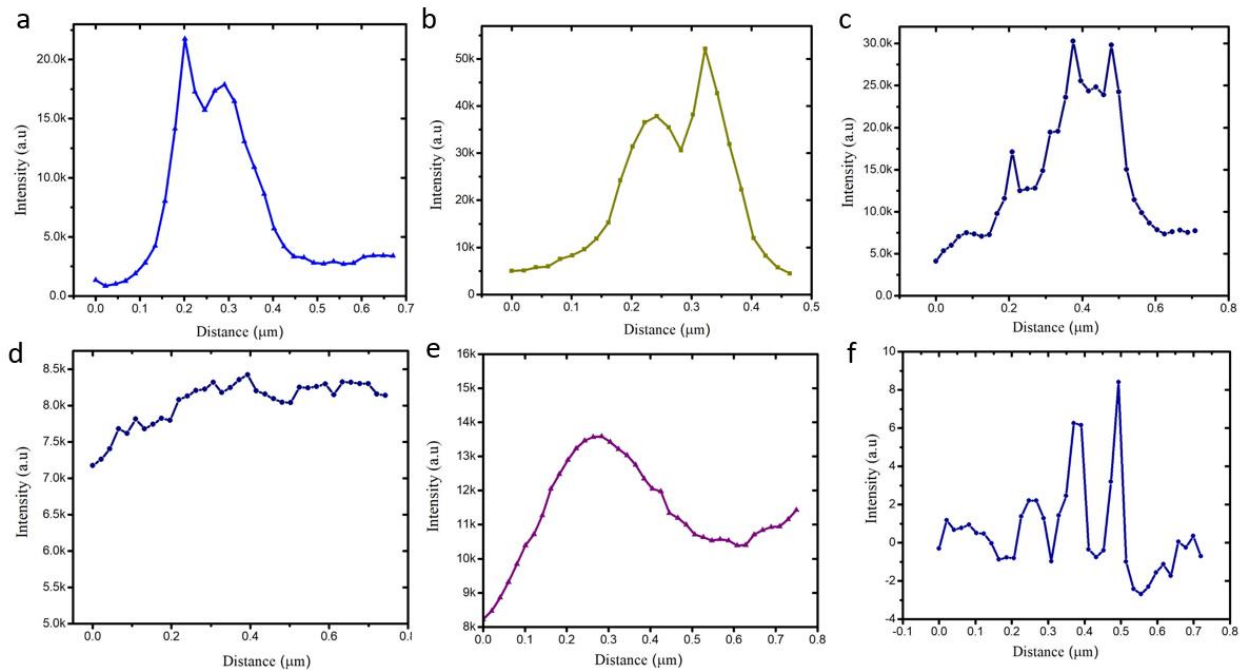 a
Intensity (a.u)
20.0k
15.0k
10.0k
5.0k
0.0
0.0 0.1 0.2 0.3 0.4 0.5 0.6 0.7
Distance (μm)
b
Intensity (a.u)
50k
40k
30k
20k
10k
0
0.0 0.1 0.2 0.3 0.4 0.5
Distance (μm)
c
Intensity (a.u)
30.0k
25.0k
20.0k
15.0k
10.0k
5.0k
0.0
0.0 0.2 0.4 0.6 0.8
Distance (μm)
d
Intensity (a.u)
8.5k
8.0k
7.5k
7.0k
6.5k
6.0k
5.5k
5.0k
0.0 0.2 0.4 0.6
Distance (μm)
e
Intensity (a.u)
16k
14k
13k
12k
11k
10k
9k
8k
0.0 0.1 0.2 0.3 0.4 0.5 0.6 0.7 0.8
Distance (μm)
f
Intensity (a.u)
10
8
6
4
2
0
-2
-4
-0.1 0.0 0.1 0.2 0.3 0.4 0.5 0.6 0.7 0.8
Distance (μm)